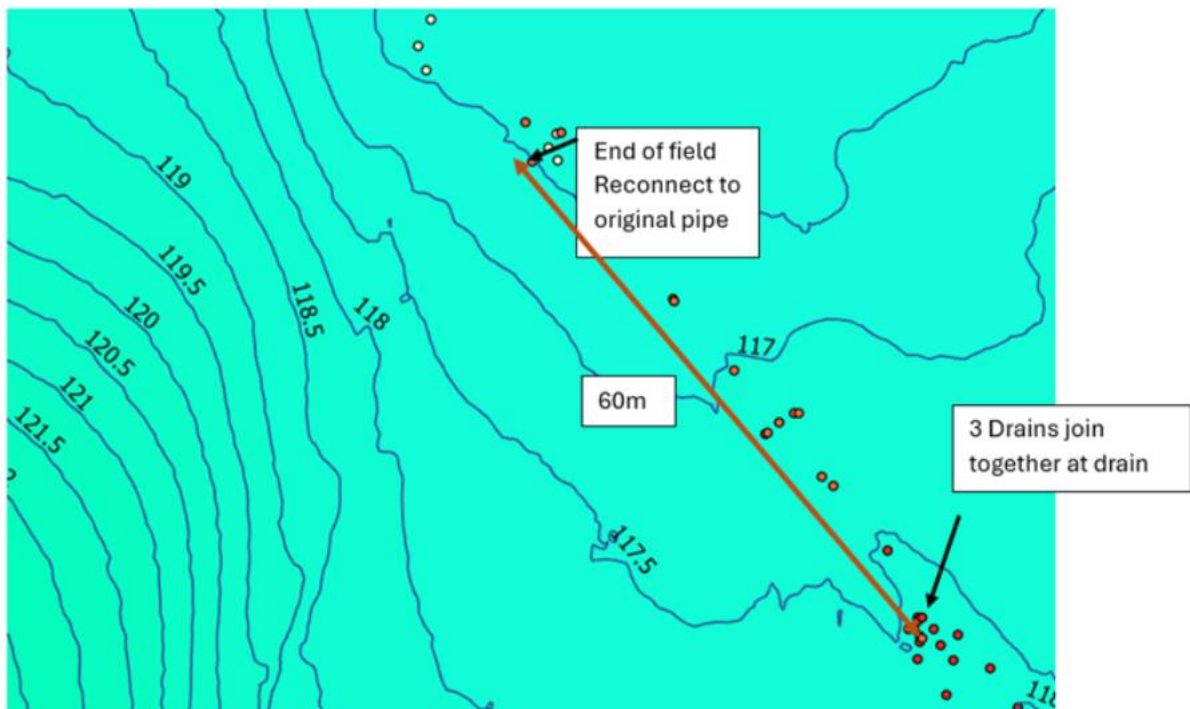 119
119.5
120
120.5
121
121.5
118.5
118
End of field
Reconnect to
original pipe
117
60m
3 Drains join
together at drain
117.5